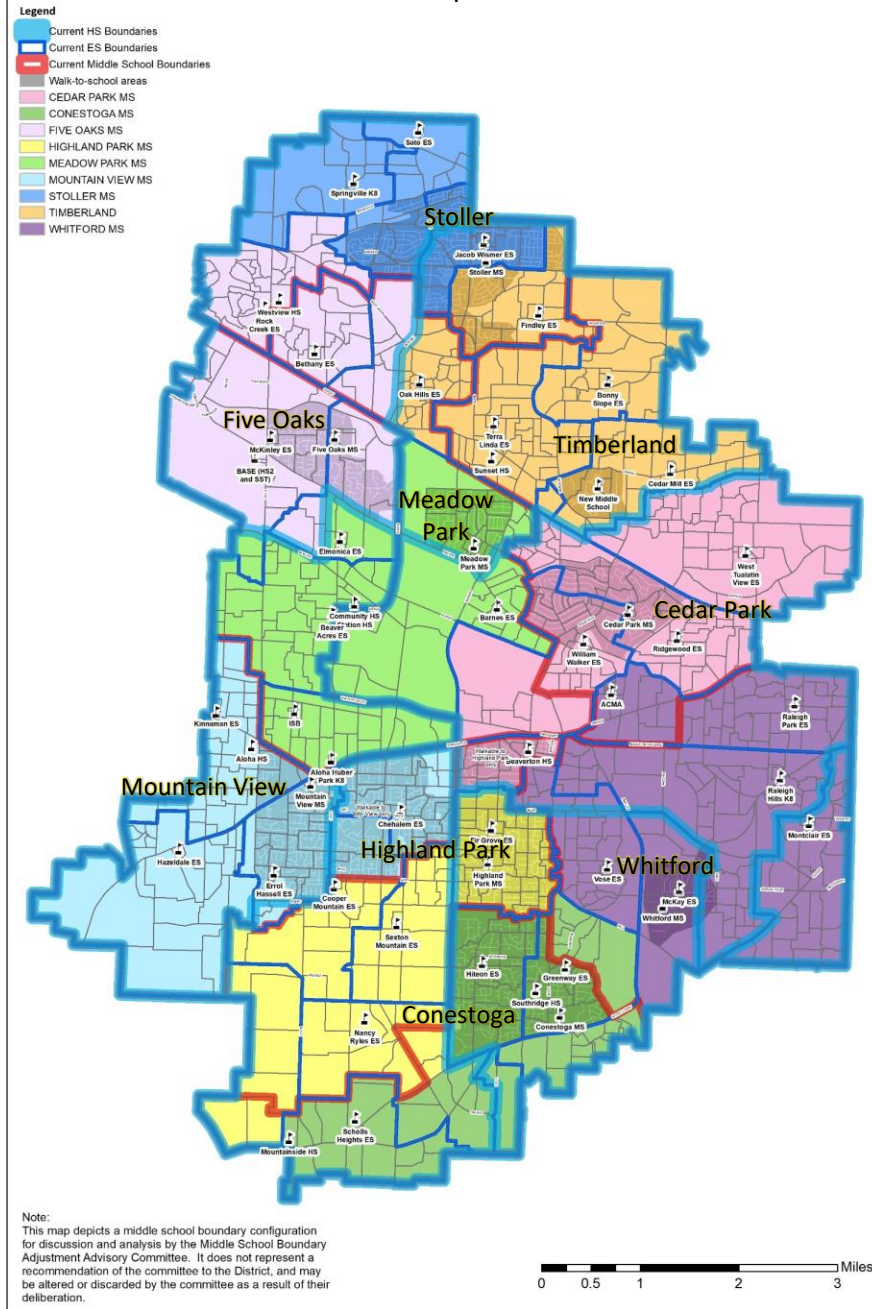 Legend
Current HS Boundaries
Current ES Boundaries
Current Middle School Boundaries
Walk-to-school areas
CEDAR PARK MS
CONESTOGA MS
FIVE OAKS MS
HIGHLAND PARK MS
MEADOW PARK MS
MOUNTAIN VIEW MS
STOLLER MS
TIMBERLAND
WHITFORD MS
Sato ES
Springville K8
Stoller
Jacob Wismer ES
Stoller MS
Westview HS
Rock
Creek ES
Findley ES
Bethany ES
Oak Hills ES
Bonny
Slope ES
Five Oaks
Terra
Linda ES
Timberland
McKinley ES
Five Oaks MS
BASE (HS2
and SST)
Sunset HS
Cedar Mill ES
New Middle
School
Meadow
Park
Elmonica ES
Meadow
Park MS
West
Tualatin
View ES
Community HS
Beaver
Acres ES
Barnes ES
Cedar Park
Cedar Park MS
William
Walker ES
Ridgewood ES
Kinnaman ES
ISB
ACMA
Raleigh
Park ES
Aloha HS
Walkable to
Highland Park
only
Beaverton HS
Mountain View
Aloha Huber
Park K8
Mountain
View MS
Walkable to
Mtn View only
Chehalem ES
Raleigh
Hills K8
Montclair ES
Hazeldale ES
Highland Park
Fir Grove ES
Highland
Park MS
Whitford
Errol
Hassell ES
Cooper
Mountain ES
Vose ES
McKay ES
Whitford MS
Sexton
Mountain ES
Hiteon ES
Greenway ES
Southridge HS
Conestoga
Conestoga MS
Nancy
Ryles ES
Scholls
Heights ES
Mountainside HS
Note:
This map depicts a middle school boundary configuration
for discussion and analysis by the Middle School Boundary
Adjustment Advisory Committee. It does not represent a
recommendation of the committee to the District, and may
be altered or discarded by the committee as a result of their
deliberation.
Miles
0 0.5 1 2 3